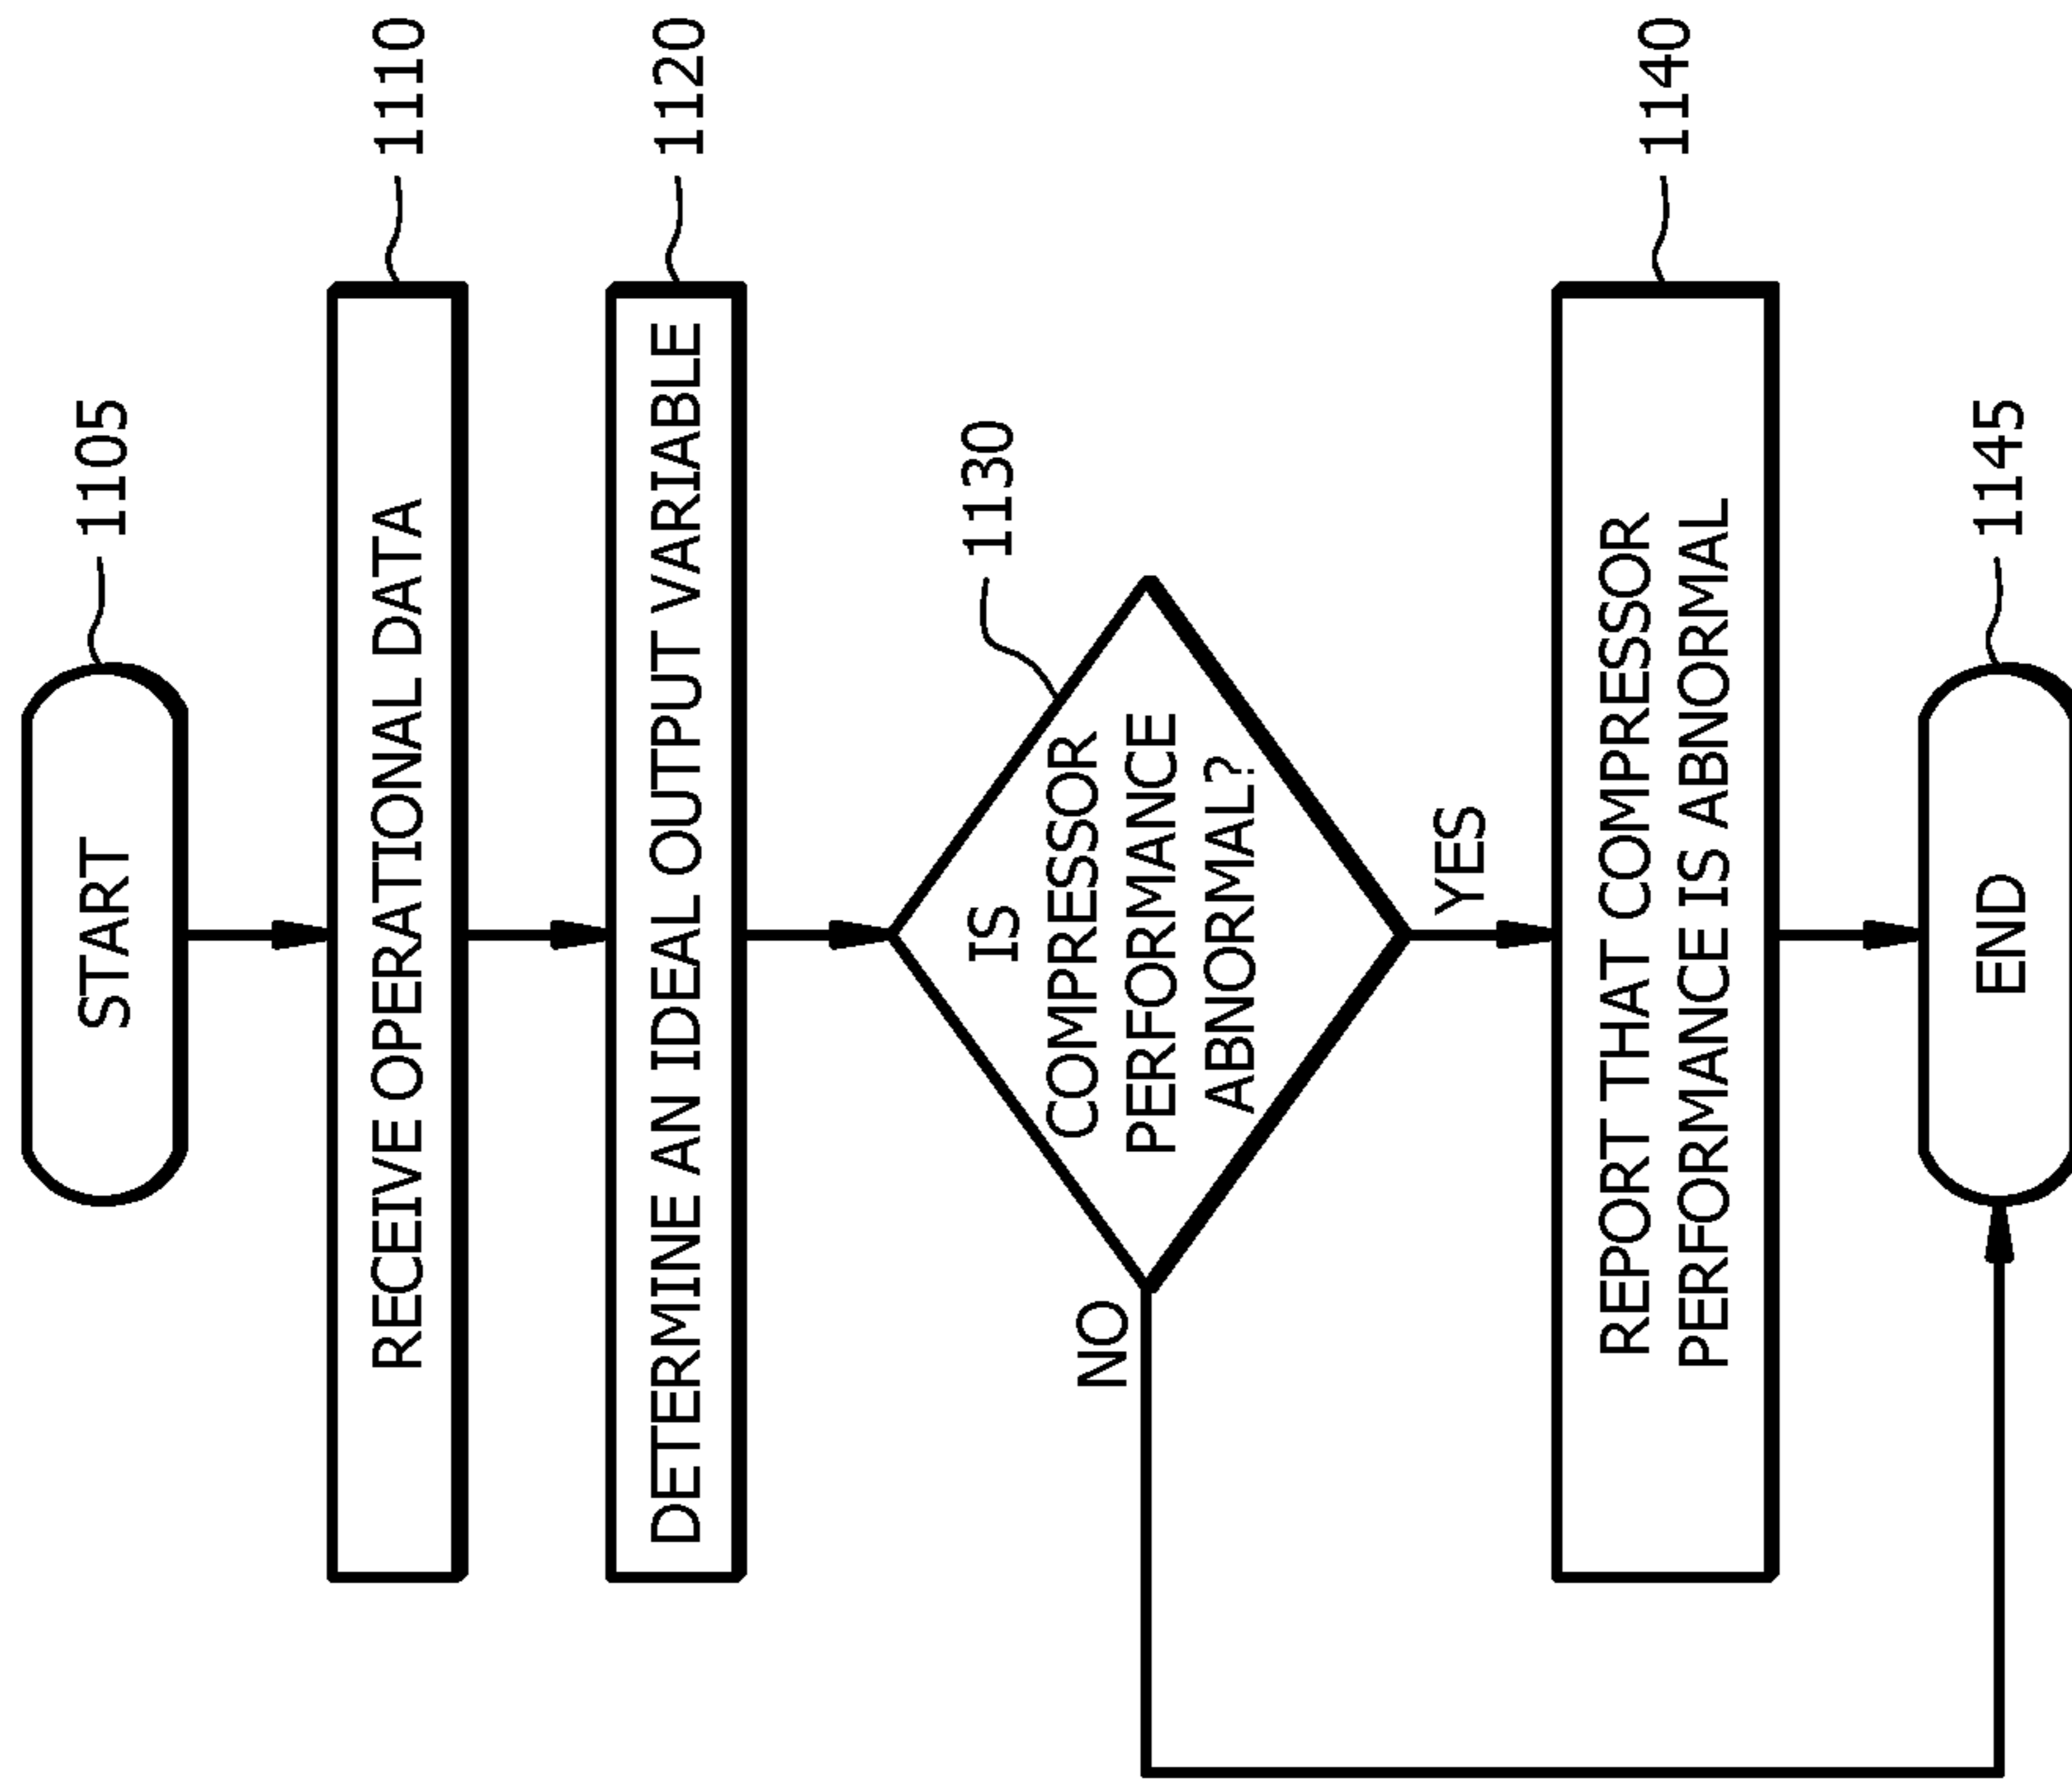 START
1105
RECEIVE OPERATIONAL DATA
1110
DETERMINE AN IDEAL OUTPUT VARIABLE
1120
IS
COMPRESSOR
PERFORMANCE
ABNORMAL?
1130
NO
YES
REPORT THAT COMPRESSOR
PERFORMANCE IS ABNORMAL
1140
END
1145